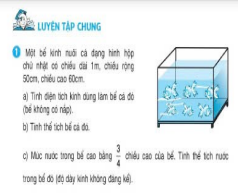 LUYỆN TẬP CHUNG
1 Một bể kính nuôi cá dạng hình hộp
chữ nhật có chiều dài 1m, chiều rộng
50cm, chiều cao 60cm.
a) Tính diện tích kính dùng làm bể cá đó
(bể không có nắp).
b) Tính thể tích bể cá đó.
c) Mức nước trong bể cao bằng 3/4 chiều cao của bể. Tính thể tích nước
trong bể đó (độ dày kính không đáng kể).